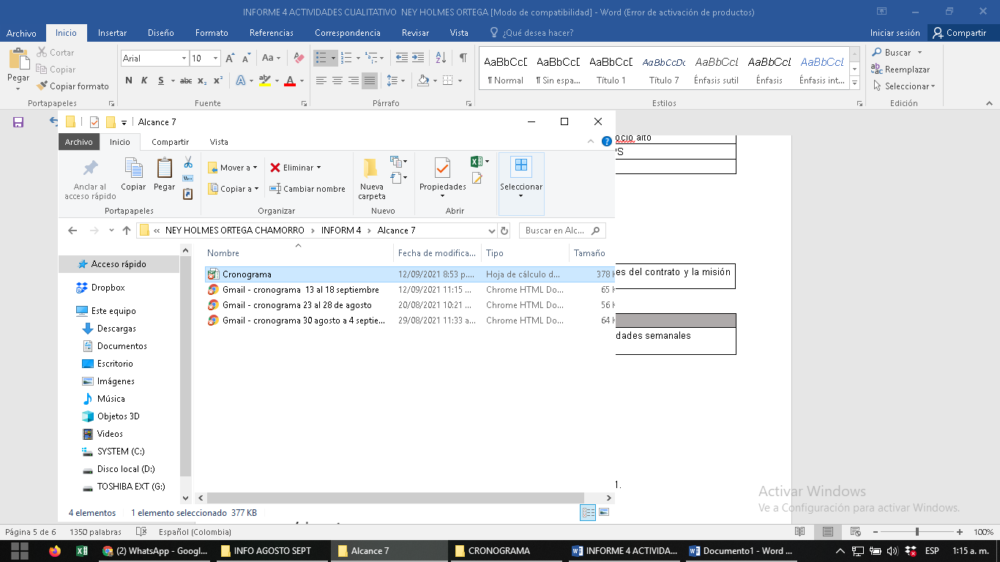 INFORME 4 ACTIVIDADES CUALITATIVO  NEY HOLMES ORTEGA [Modo de compatibilidad] - Word (Error de activación de productos)
Archivo Inicio Insertar Diseño Formato Referencias Correspondencia Revisar Vista ¿Qué desea hacer? Iniciar sesión Compartir
Pegar
Cortar
Copiar
Copiar formato
Portapapeles
Arial 10 Aa
N K S abc x₂ x² A A
Fuente
Párrafo
AaBbCcD AaBbCcD AaBbCcD AaBbCcDc AaBbCcI AaBbCcI AaBbCcI
¶ Normal ¶ Sin espa... Título 1 Título 7 Énfasis sutil Énfasis Énfasis int...
Estilos
Buscar
Reemplazar
Seleccionar
Edición
Alcance 7
Archivo Inicio Compartir Vista
Anclar al acceso rápido
Copiar
Pegar
Portapapeles
Mover a
Copiar a
Eliminar
Cambiar nombre
Organizar
Nueva carpeta
Nuevo
Propiedades
Abrir
Seleccionar
« NEY HOLMES ORTEGA CHAMORRO > INFORM 4 > Alcance 7
Buscar en Alc...
Nombre Fecha de modifica... Tipo Tamaño
Cronograma 12/09/2021 8:53 p.... Hoja de cálculo d... 378
Gmail - cronograma  13 al 18 septiembre 12/09/2021 11:15 ... Chrome HTML Do... 65
Gmail - cronograma 23 al 28 de agosto 20/08/2021 10:21 ... Chrome HTML Do... 56
Gmail - cronograma 30 agosto a 4 septie... 29/08/2021 11:33 a... Chrome HTML Do... 64
Acceso rápido
Dropbox
Este equipo
Descargas
Documentos
Escritorio
Imágenes
Música
Objetos 3D
Videos
SYSTEM (C:)
Disco local (D:)
TOSHIBA EXT (G:)
4 elementos 1 elemento seleccionado  377 KB
ocio alto
PS
es del contrato y la misión
dades semanales
1.
Activar Windows
Ve a Configuración para activar Windows.
Página 5 de 6 1350 palabras Español (Colombia) 100%
(2) WhatsApp - Googl... INFO AGOSTO SEPT Alcance 7 CRONOGRAMA INFORME 4 ACTIVIDA... Documento1 - Word ... ESP 1:15 a. m.